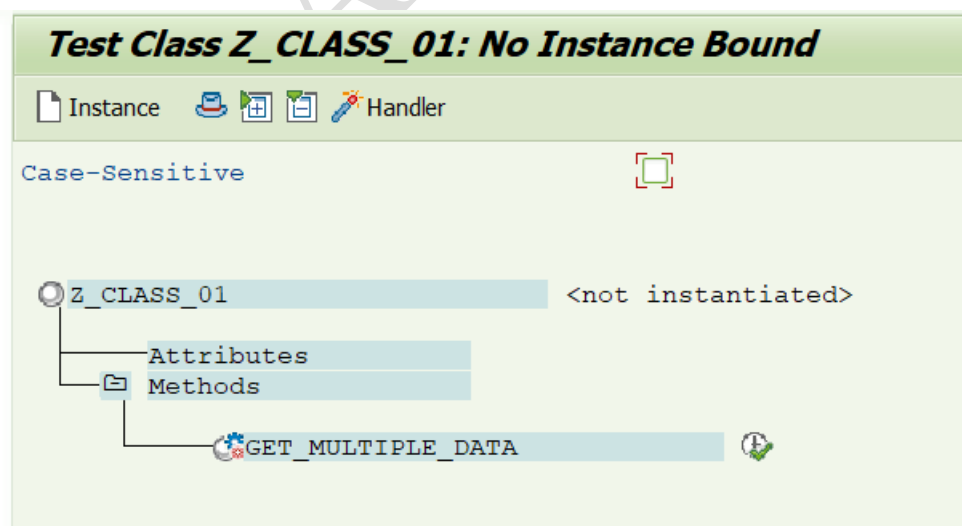 Test Class Z_CLASS_01: No Instance Bound
Instance Handler
Case-Sensitive
Z_CLASS_01 <not instantiated>
Attributes
Methods
GET_MULTIPLE_DATA